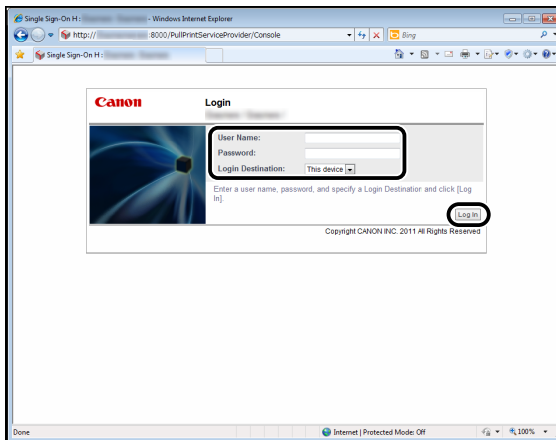 Single Sign-On H : - Windows Internet Explorer
http:// :8000/PullPrintServiceProvider/Console
Bing
Single Sign-On H :
Canon
Login
User Name:
Password:
Login Destination: This device
Enter a user name, password, and specify a Login Destination and click [Log
In].
Log In
Copyright CANON INC. 2011 All Rights Reserved
Done
Internet | Protected Mode: Off
100%